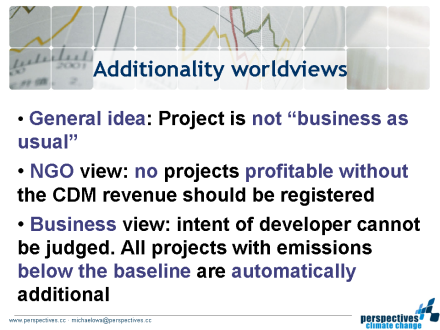 2001
Additionality worldviews
• General idea: Project is not “business as
usual”
• NGO view: no projects profitable without
the CDM revenue should be registered
• Business view: intent of developer cannot
be judged. All projects with emissions
below the baseline are automatically
additional
www.perspectives.cc michaelowa@perspectives.cc
perspectives
climate change